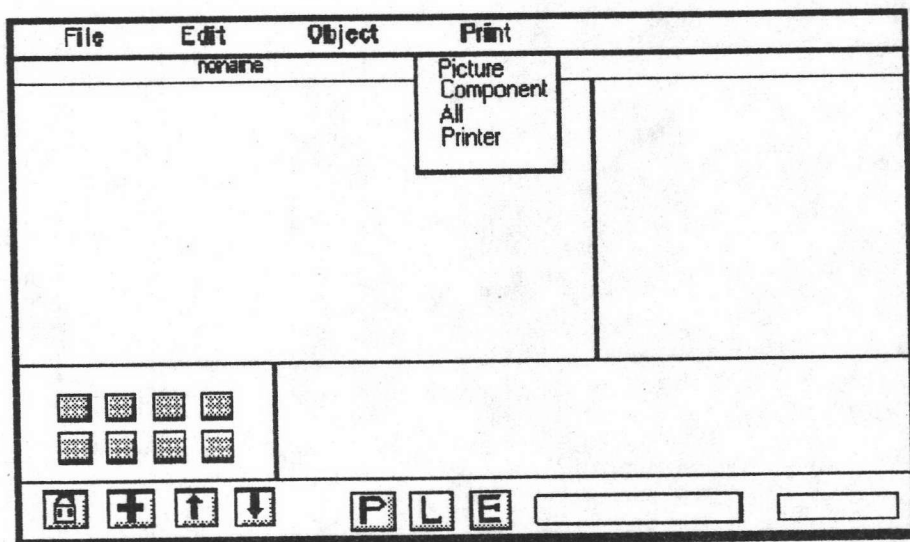 File Edit Object Print
noname
Picture
Component
All
Printer
P L E